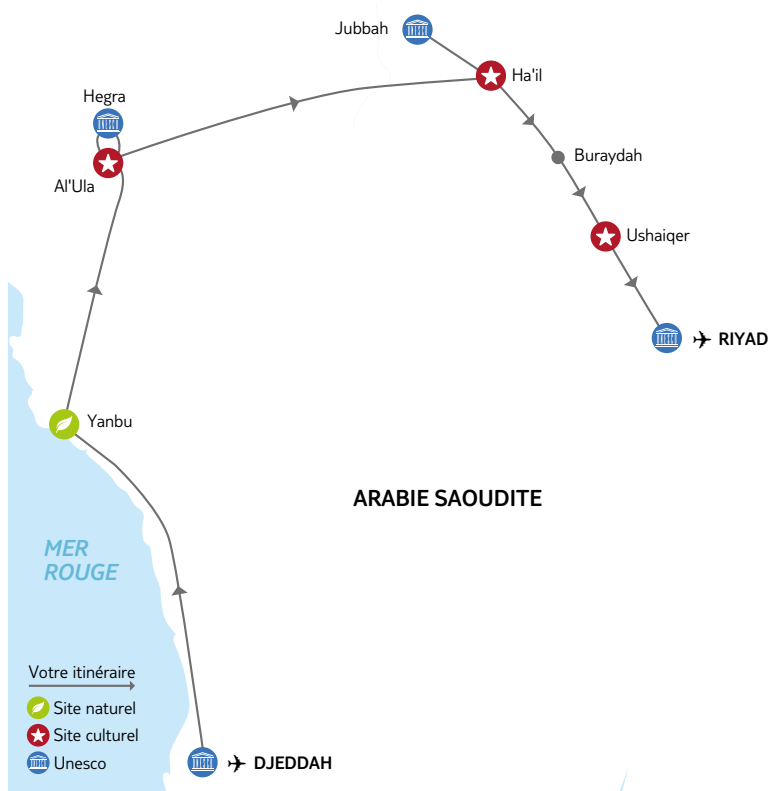 Jubbah
Ha'il
Hegra
Al'Ula
Buraydah
Ushaiqer
RIYAD
Yanbu
ARABIE SAOUDITE
MER
ROUGE
Votre itinéraire
Site naturel
Site culturel
Unesco
DJEDDAH